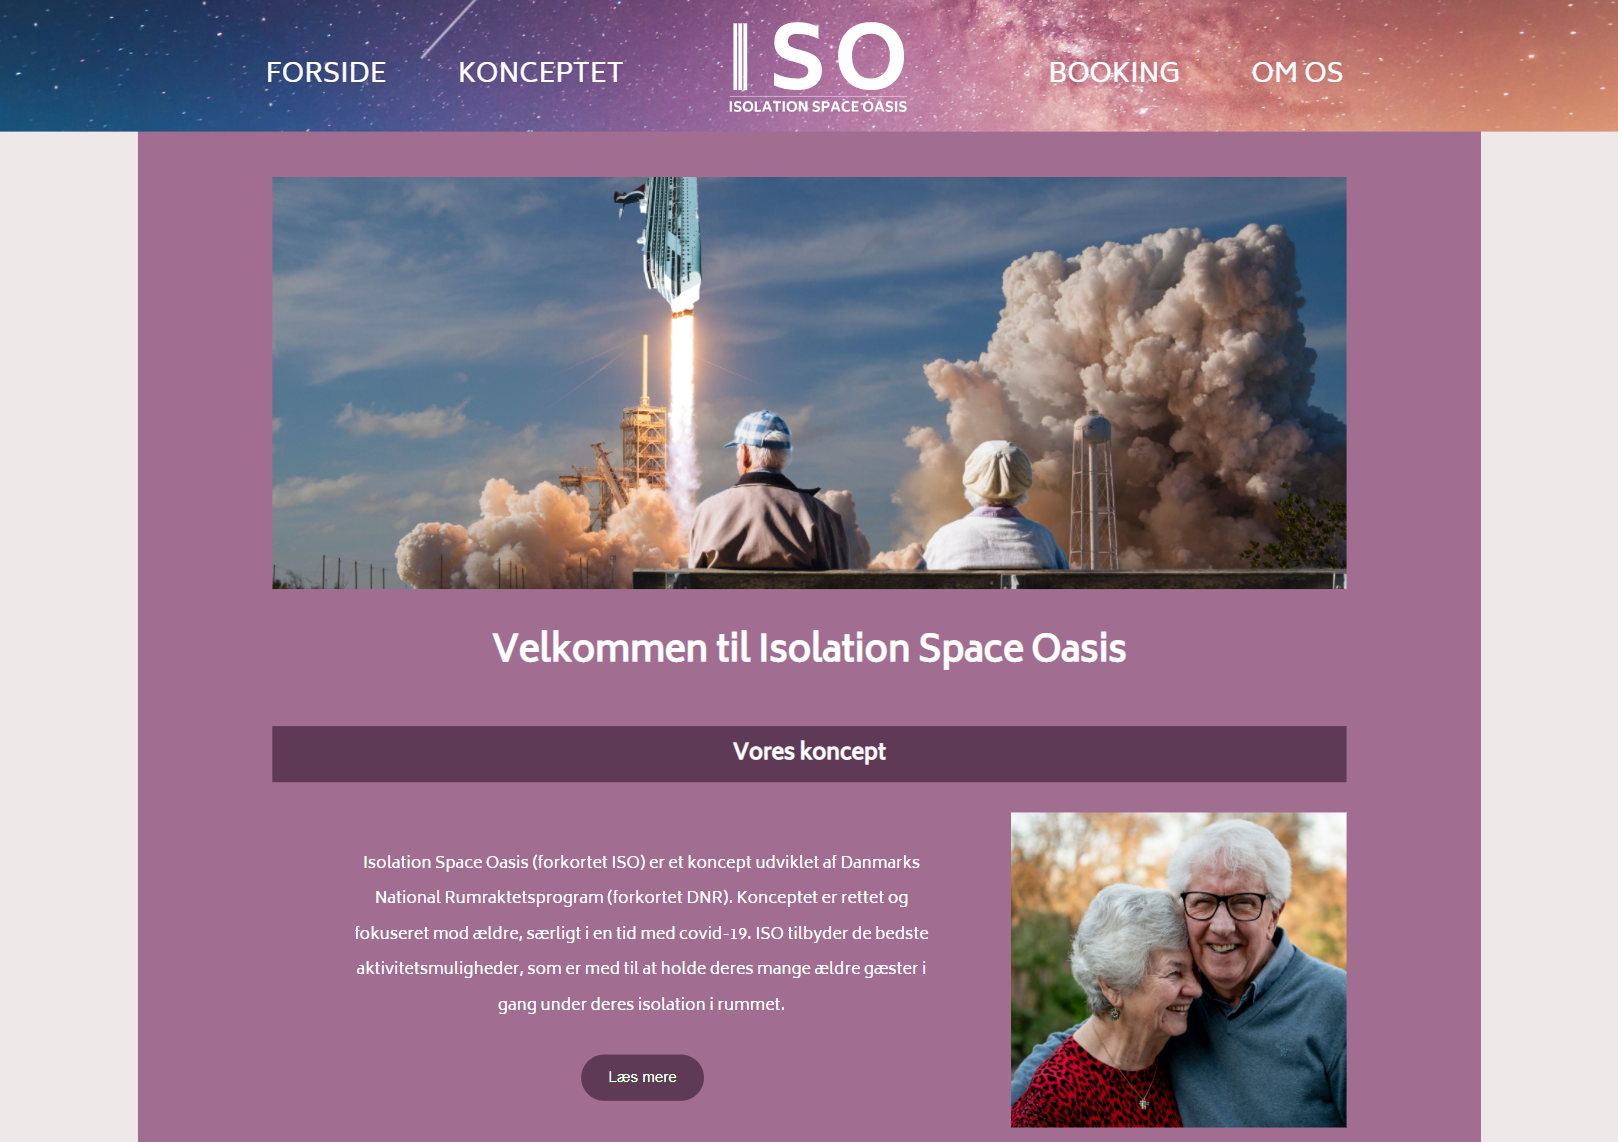 FORSIDE
KONCEPTET
ISO
ISOLATION SPACE OASIS
BOOKING
OM OS
Velkommen til Isolation Space Oasis
Vores koncept
Isolation Space Oasis (forkortet ISO) er et koncept udviklet af Danmarks
National Rumraktetsprogram (forkortet DNR). Konceptet er rettet og
fokuseret mod ældre, særligt i en tid med covid-19. ISO tilbyder de bedste
aktivitetsmuligheder, som er med til at holde deres mange ældre gæster i
gang under deres isolation i rummet.
Læs mere